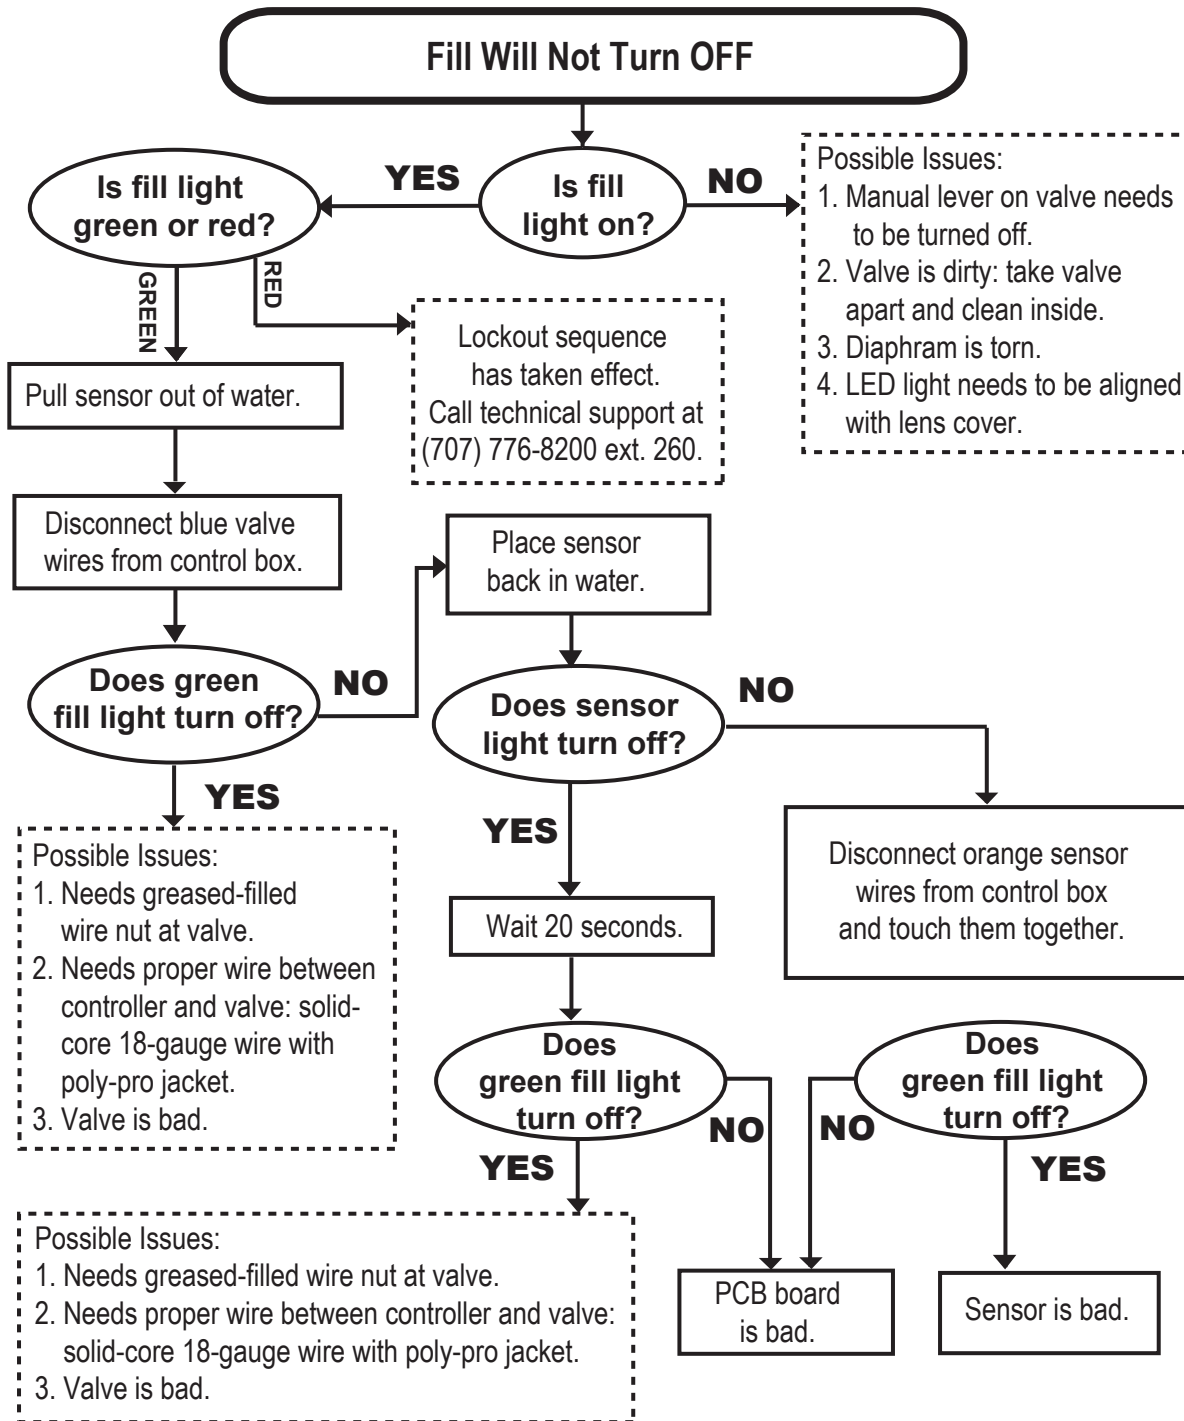 Fill Will Not Turn OFF
Is fill
light on?
YES
NO
Is fill light
green or red?
Possible Issues:
1. Manual lever on valve needs
to be turned off.
2. Valve is dirty: take valve
apart and clean inside.
3. Diaphram is torn.
4. LED light needs to be aligned
with lens cover.
GREEN
RED
Lockout sequence
has taken effect.
Call technical support at
(707) 776-8200 ext. 260.
Pull sensor out of water.
Disconnect blue valve
wires from control box.
Place sensor
back in water.
Does green
fill light turn off?
NO
YES
Does sensor
light turn off?
NO
YES
Possible Issues:
1. Needs greased-filled
wire nut at valve.
2. Needs proper wire between
controller and valve: solid-
core 18-gauge wire with
poly-pro jacket.
3. Valve is bad.
Wait 20 seconds.
Disconnect orange sensor
wires from control box
and touch them together.
Does
green fill light
turn off?
NO
YES
Does
green fill light
turn off?
NO
YES
Possible Issues:
1. Needs greased-filled wire nut at valve.
2. Needs proper wire between controller and valve:
solid-core 18-gauge wire with poly-pro jacket.
3. Valve is bad.
PCB board
is bad.
Sensor is bad.